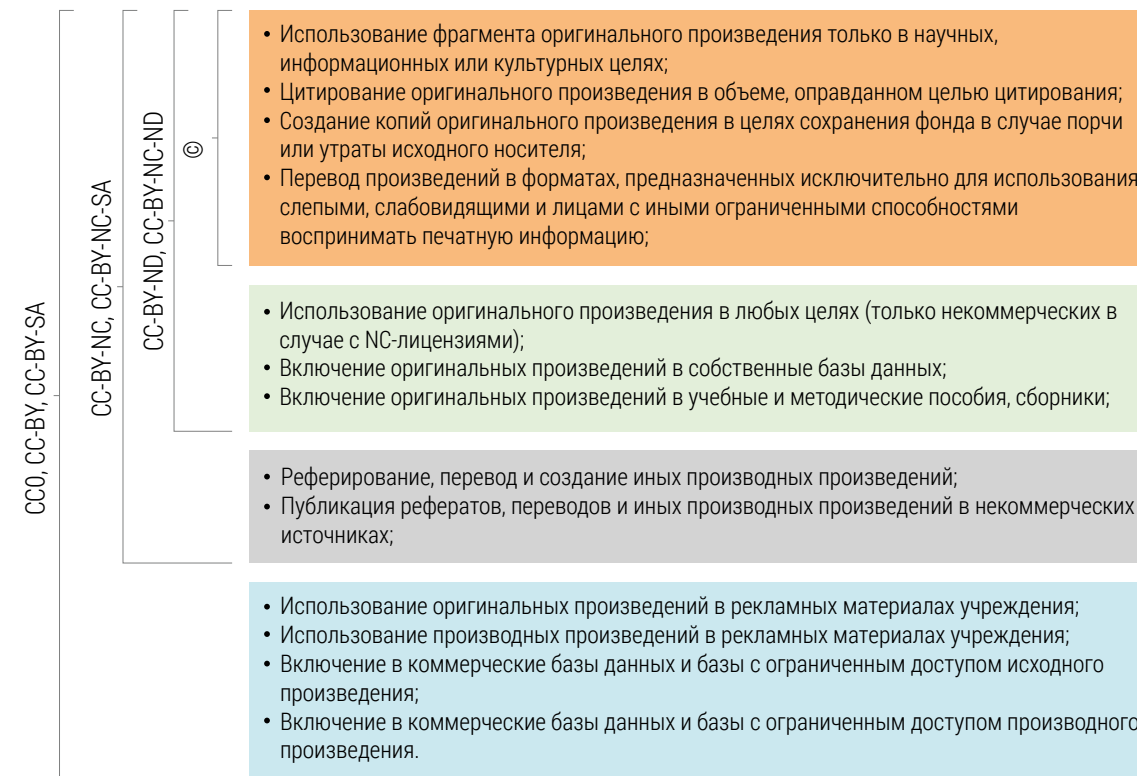 CC0, CC-BY, CC-BY-SA
CC-BY-NC, CC-BY-NC-SA
CC-BY-ND, CC-BY-NC-ND
©
• Использование фрагмента оригинального произведения только в научных,
информационных или культурных целях;
• Цитирование оригинального произведения в объеме, оправданном целью цитирования;
• Создание копий оригинального произведения в целях сохранения фонда в случае порчи
или утраты исходного носителя;
• Перевод произведений в форматах, предназначенных исключительно для использования
слепыми, слабовидящими и лицами с иными ограниченными способностями
воспринимать печатную информацию;
• Использование оригинального произведения в любых целях (только некоммерческих в
случае с NC-лицензиями);
• Включение оригинальных произведений в собственные базы данных;
• Включение оригинальных произведений в учебные и методические пособия, сборники;
• Реферирование, перевод и создание иных производных произведений;
• Публикация рефератов, переводов и иных производных произведений в некоммерческих
источниках;
• Использование оригинальных произведений в рекламных материалах учреждения;
• Использование производных произведений в рекламных материалах учреждения;
• Включение в коммерческие базы данных и базы с ограниченным доступом исходного
произведения;
• Включение в коммерческие базы данных и базы с ограниченным доступом производного
произведения.